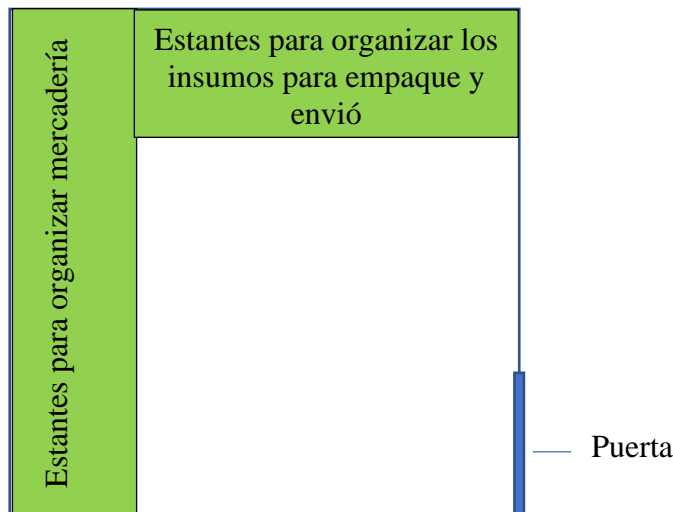 Estantes para organizar mercadería
Estantes para organizar los
insumos para empaque y
envió
Puerta